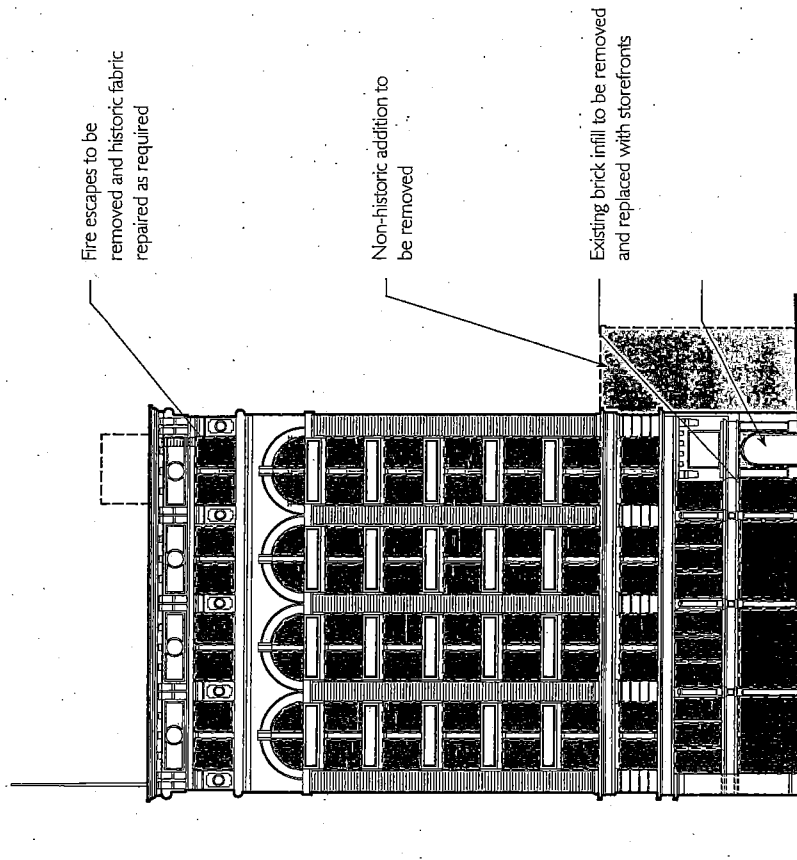 Fire escapes to be
removed and historic fabric
repaired as required
Non-historic addition to
be removed
Existing brick infill to be removed
and replaced with storefronts